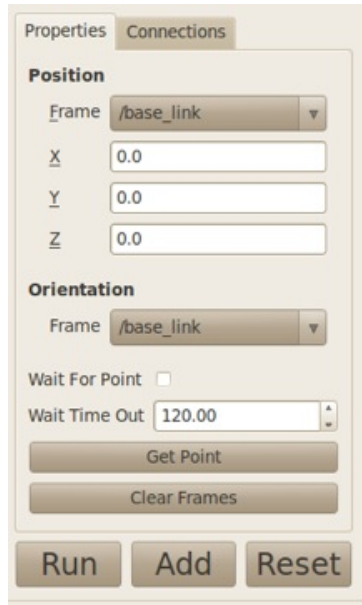 Properties Connections
Position
Frame /base_link
X 0.0
Y 0.0
Z 0.0
Orientation
Frame /base_link
Wait For Point
Wait Time Out 120.00
Get Point
Clear Frames
Run Add Reset